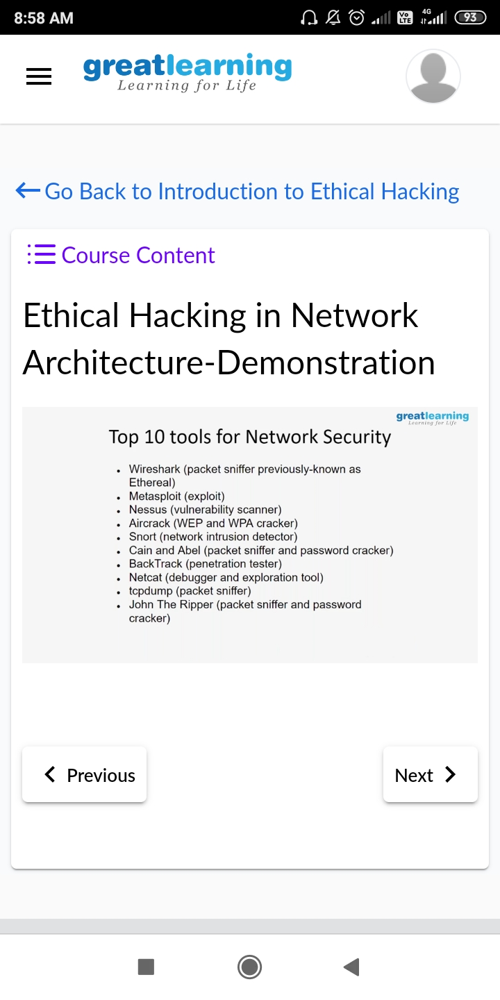 8:58 AM
Vo
LTE
4G
93
greatlearning
Learning for Life
Go Back to Introduction to Ethical Hacking
Course Content
Ethical Hacking in Network
Architecture-Demonstration
greatlearning
Learning for Life
Top 10 tools for Network Security
• Wireshark (packet sniffer previously-known as
Ethereal)
• Metasploit (exploit)
• Nessus (vulnerability scanner)
• Aircrack (WEP and WPA cracker)
• Snort (network intrusion detector)
• Cain and Abel (packet sniffer and password cracker)
• BackTrack (penetration tester)
• Netcat (debugger and exploration tool)
• tcpdump (packet sniffer)
• John The Ripper (packet sniffer and password
cracker)
Previous
Next